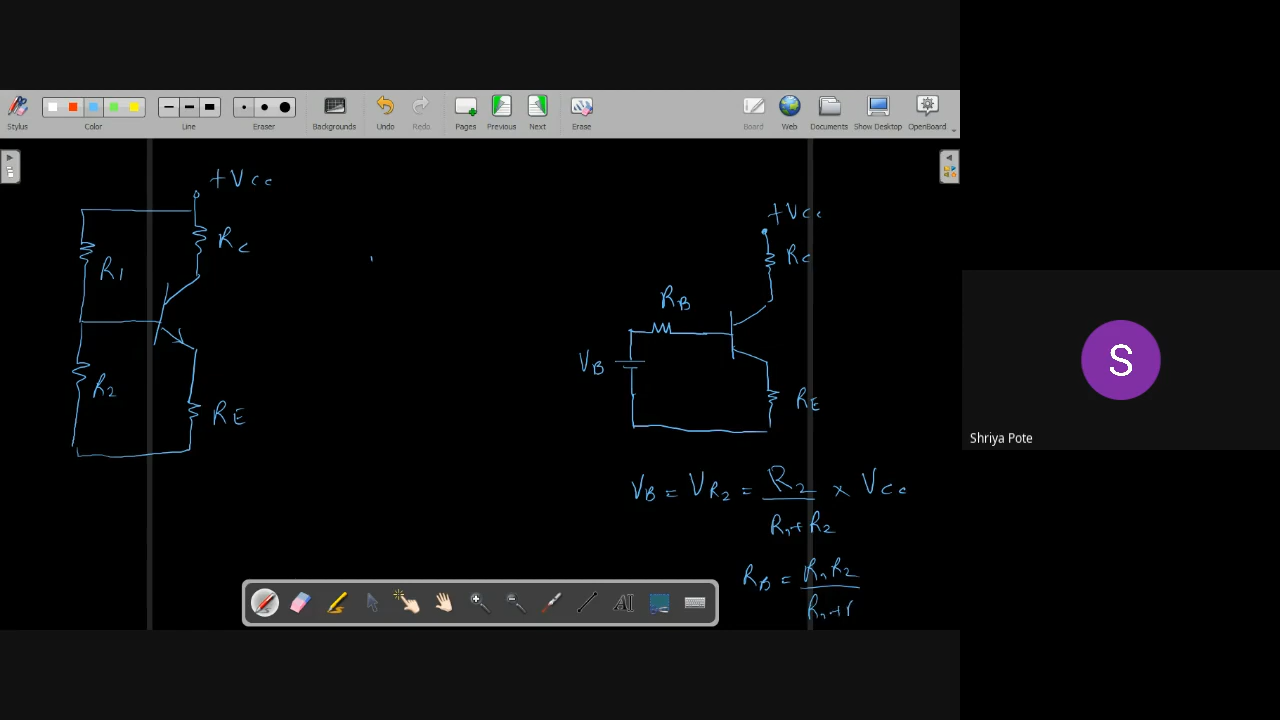 Stylus
Color
Line
Eraser
Backgrounds
Undo
Redo
Pages
Previous
Next
Erase
Board
Web
Documents
Show Desktop
OpenBoard
+Vcc
RC
R1
R2
RE
+Vcc
RC
RB
VB
RE
VB = VR2 = R2 / R1+R2 × Vcc
RB = R1R2 / R1+R
AI
S
Shriya Pote